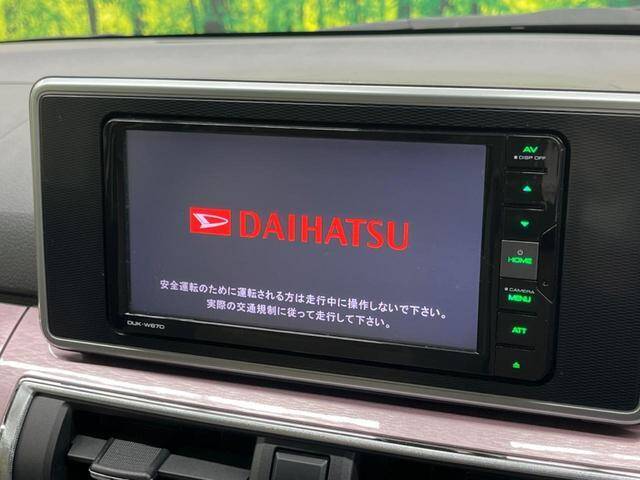 AV
DISP OFF
DAIHATSU
HOME
CAMERA
MENU
安全運転のために運転される方は走行中に操作しないで下さい。
実際の交通規制に従って走行して下さい。
DUK-W67D
ATT